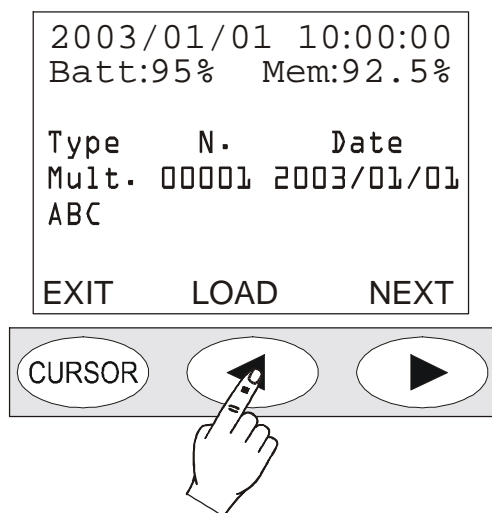 2003/01/01 10:00:00
Batt:95% Mem:92.5%
Type N. Date
Mult. 00001 2003/01/01
ABC
EXIT LOAD NEXT
CURSOR